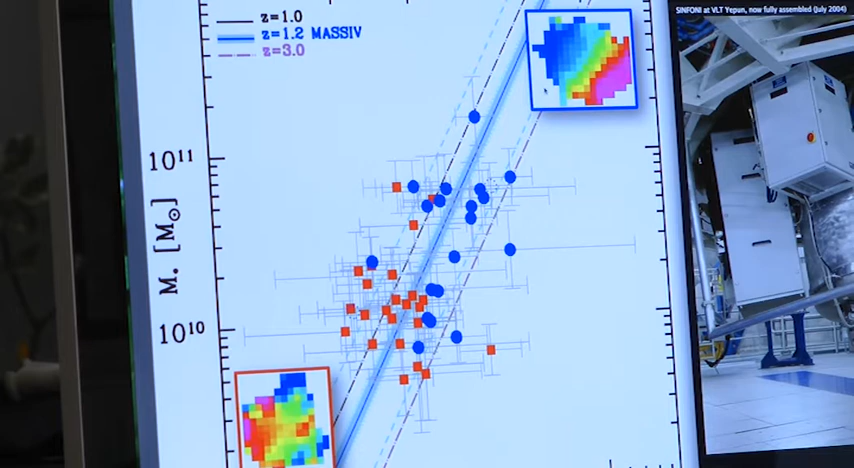 z=1.0
z=1.2 MASSIV
z=3.0
SINFONI at VLT Yepun, now fully assembled (July 2004)
10¹¹
M⋆ [M☉]
10¹⁰